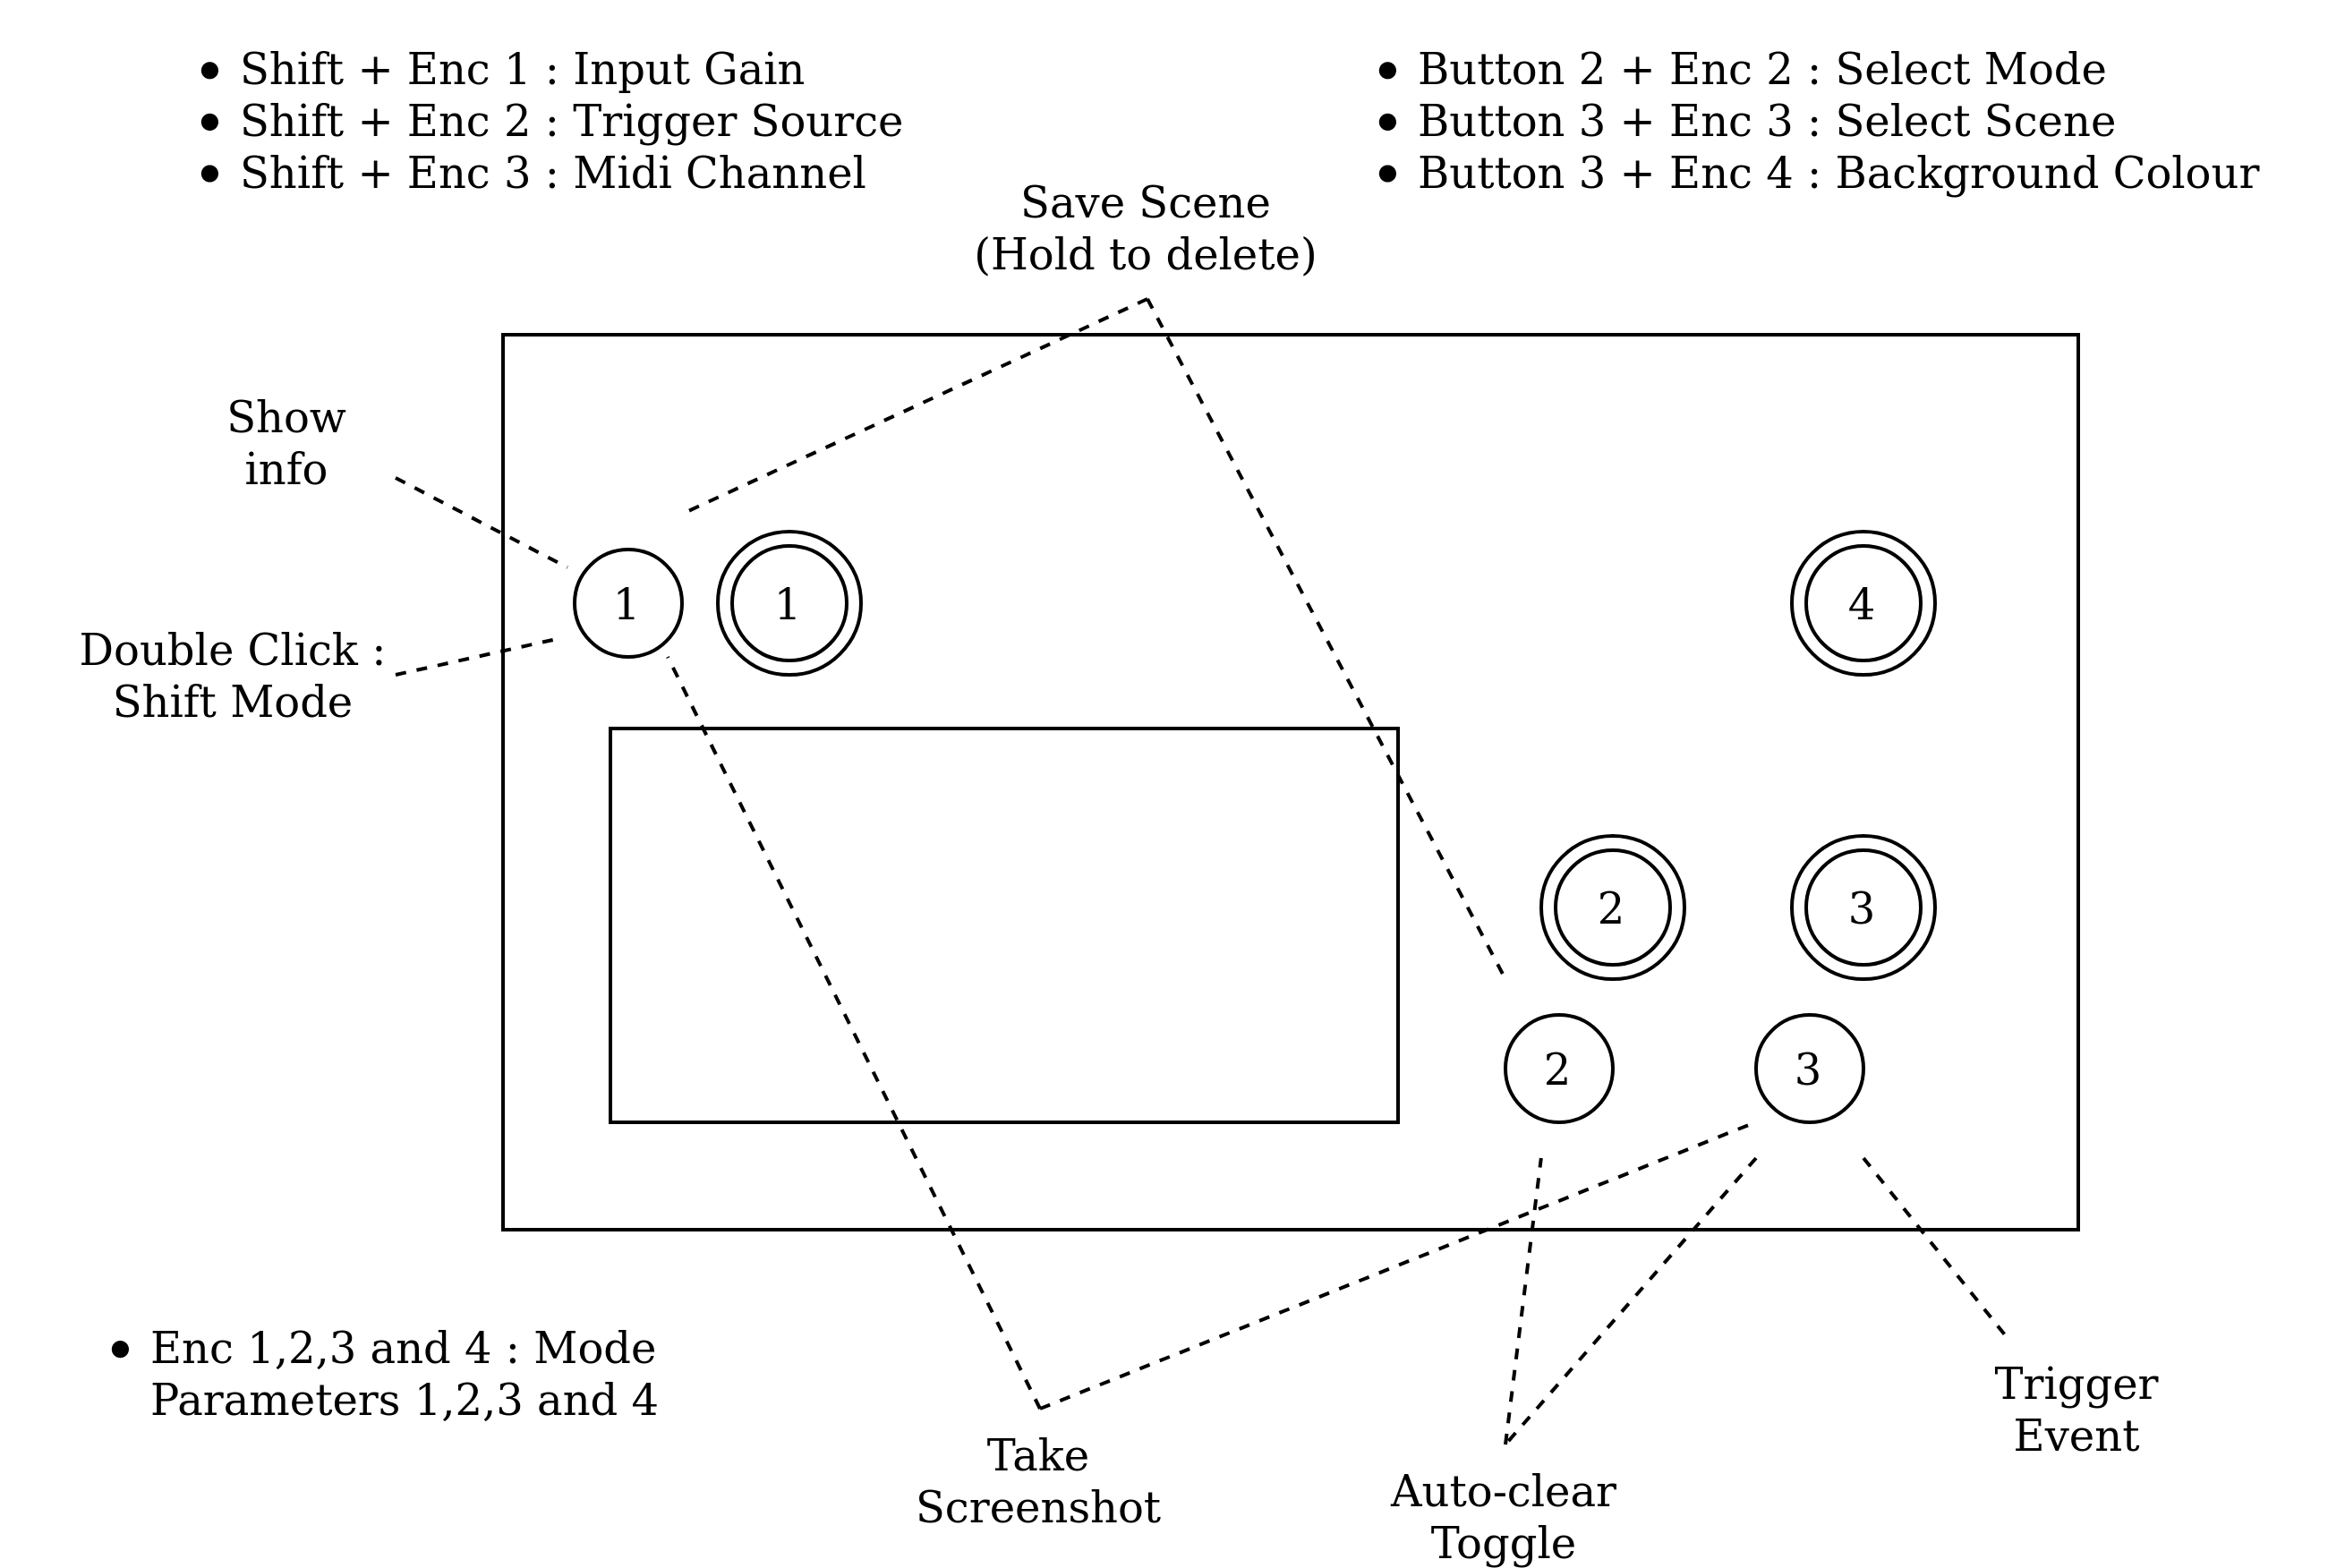 • Shift + Enc 1 : Input Gain
• Shift + Enc 2 : Trigger Source
• Shift + Enc 3 : Midi Channel
• Button 2 + Enc 2 : Select Mode
• Button 3 + Enc 3 : Select Scene
• Button 3 + Enc 4 : Background Colour
Save Scene
(Hold to delete)
Show
info
Double Click :
Shift Mode
1
1
4
2
3
2
3
• Enc 1,2,3 and 4 : Mode
Parameters 1,2,3 and 4
Take
Screenshot
Auto-clear
Toggle
Trigger
Event